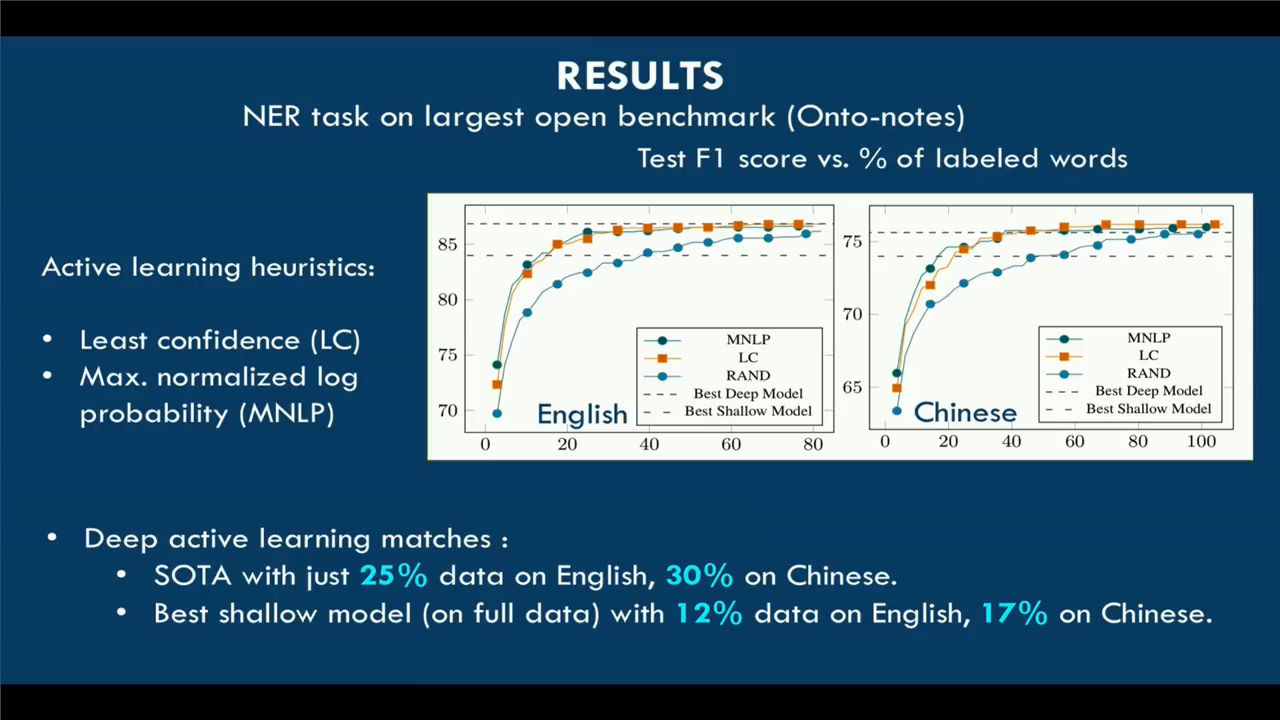 RESULTS
NER task on largest open benchmark (Onto-notes)
Test F1 score vs. % of labeled words
Active learning heuristics:
• Least confidence (LC)
• Max. normalized log
probability (MNLP)
85
80
75
70
0 20 40 60 80
MNLP
LC
RAND
Best Deep Model
Best Shallow Model
English
75
70
65
0 20 40 60 80 100
MNLP
LC
RAND
Best Deep Model
Best Shallow Model
Chinese
• Deep active learning matches :
• SOTA with just 25% data on English, 30% on Chinese.
• Best shallow model (on full data) with 12% data on English, 17% on Chinese.